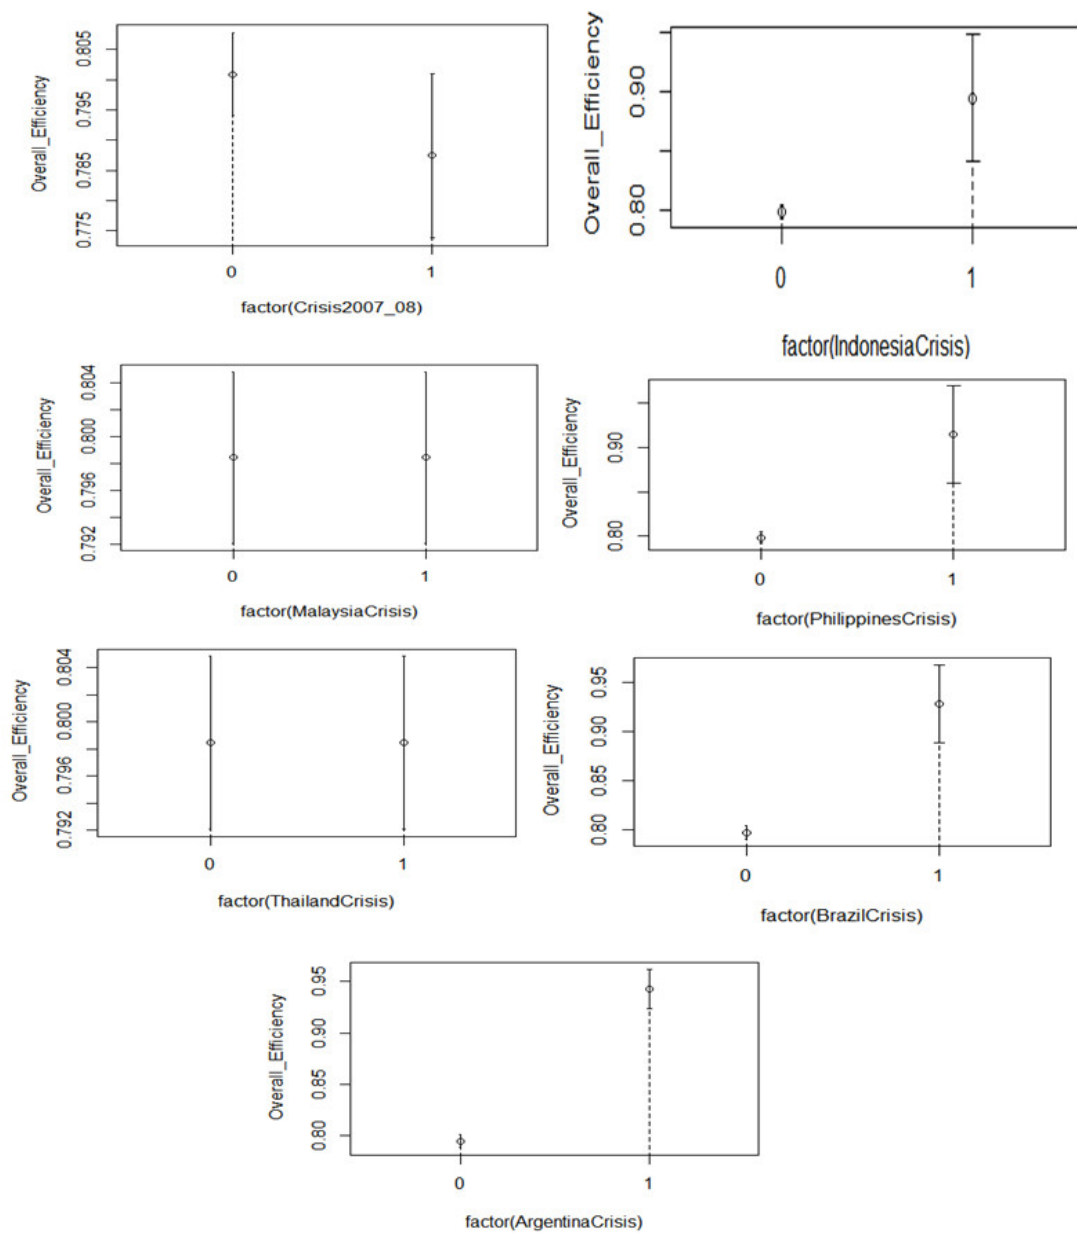 Overall_Efficiency
0.805
0.795
0.785
0.775
0 1
factor(Crisis2007_08)
Overall_Efficiency
0.90
0.80
0 1
factor(IndonesiaCrisis)
Overall_Efficiency
0.804
0.800
0.796
0.792
0 1
factor(MalaysiaCrisis)
Overall_Efficiency
0.90
0.80
0 1
factor(PhilippinesCrisis)
Overall_Efficiency
0.804
0.800
0.796
0.792
0 1
factor(ThailandCrisis)
Overall_Efficiency
0.95
0.90
0.85
0.80
0 1
factor(BrazilCrisis)
Overall_Efficiency
0.95
0.90
0.85
0.80
0 1
factor(ArgentinaCrisis)